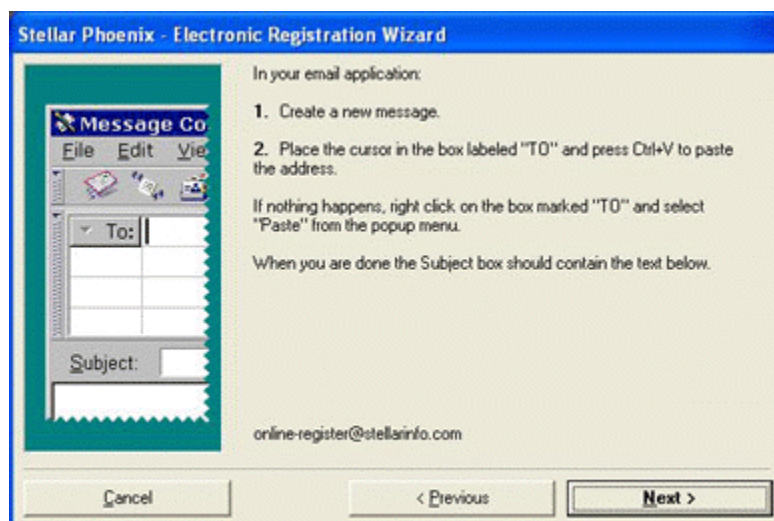 Stellar Phoenix - Electronic Registration Wizard
In your email application:
1. Create a new message.
2. Place the cursor in the box labeled "TO" and press Ctrl+V to paste
the address.
If nothing happens, right click on the box marked "TO" and select
"Paste" from the popup menu.
When you are done the Subject box should contain the text below.
Message Co
File Edit Vie
To:
Subject:
online-register@stellarinfo.com
Cancel
< Previous
Next >